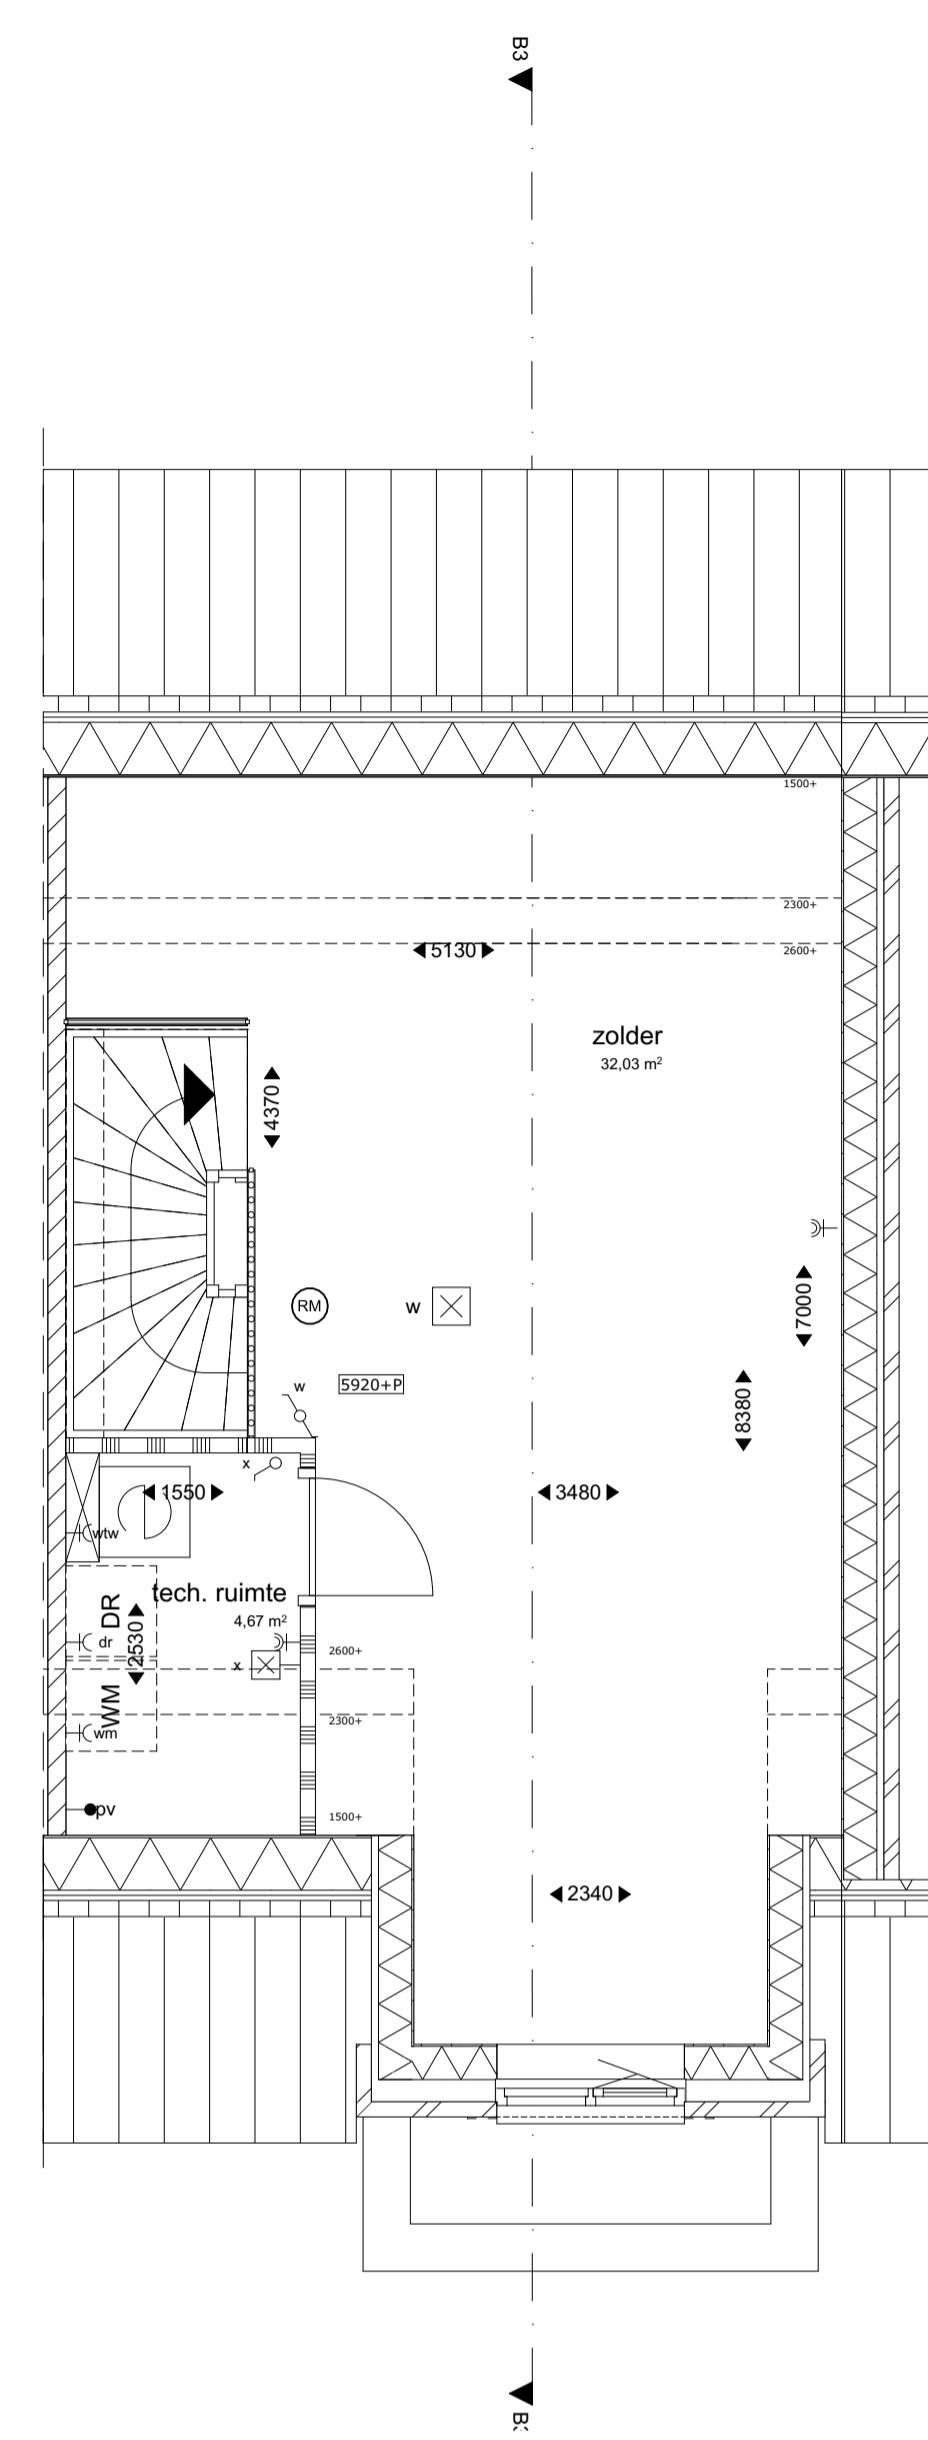 B3
1500+
2300+
2600+
5130
zolder
32,03 m²
4370
7000
RM
w
w
5920+P
8380
x
1550
3480
wtw
tech. ruimte
4,67 m²
DR
dr
2530
2600+
x
WM
2300+
wm
pv
1500+
2340